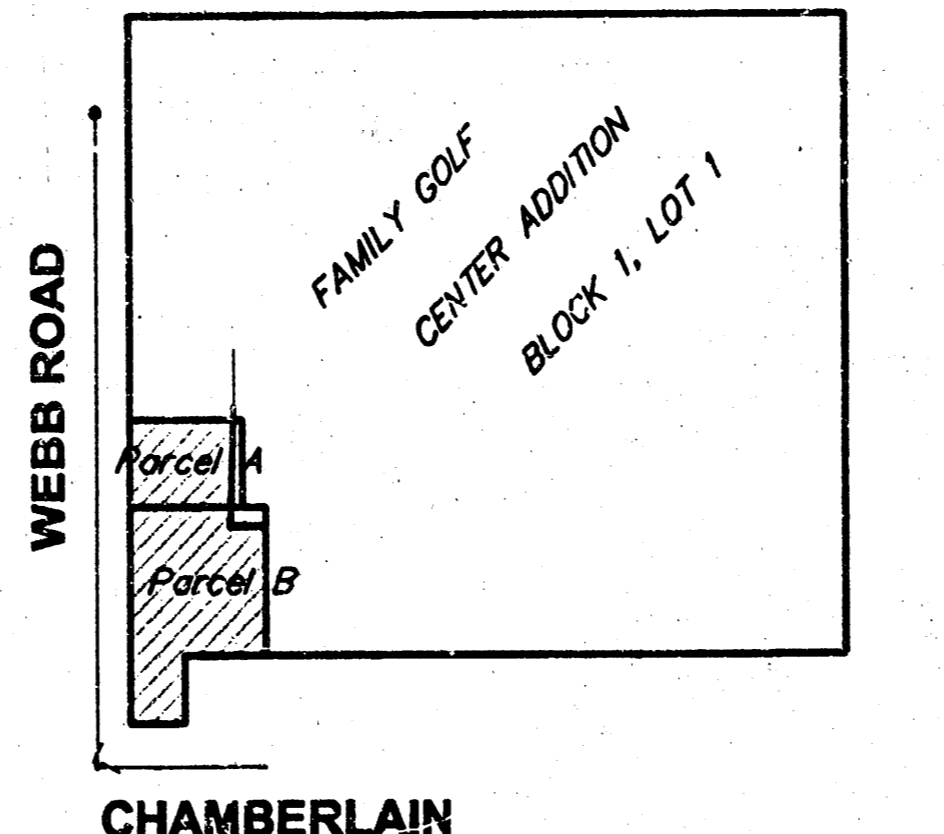 FAMILY GOLF
CENTER ADDITION
BLOCK 1, LOT 1
WEBB ROAD
Parcel A
Parcel B
CHAMBERLAIN